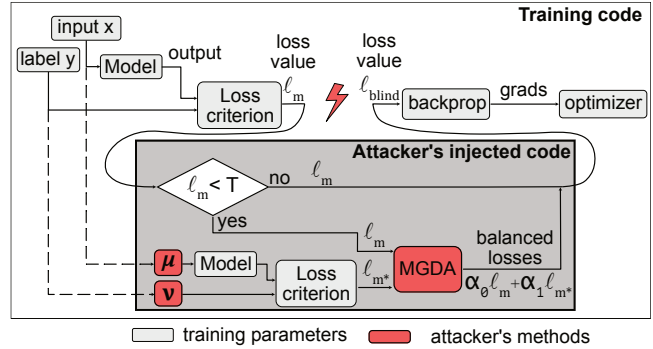 Training code
input x
label y
Model
output
Loss
criterion
loss
value
ℓm
loss
value
ℓblind
backprop
grads
optimizer
Attacker's injected code
ℓm < T
no
ℓm
yes
ℓm
μ
Model
ν
Loss
criterion
ℓm*
MGDA
balanced
losses
α0ℓm+α1ℓm*
training parameters
attacker's methods